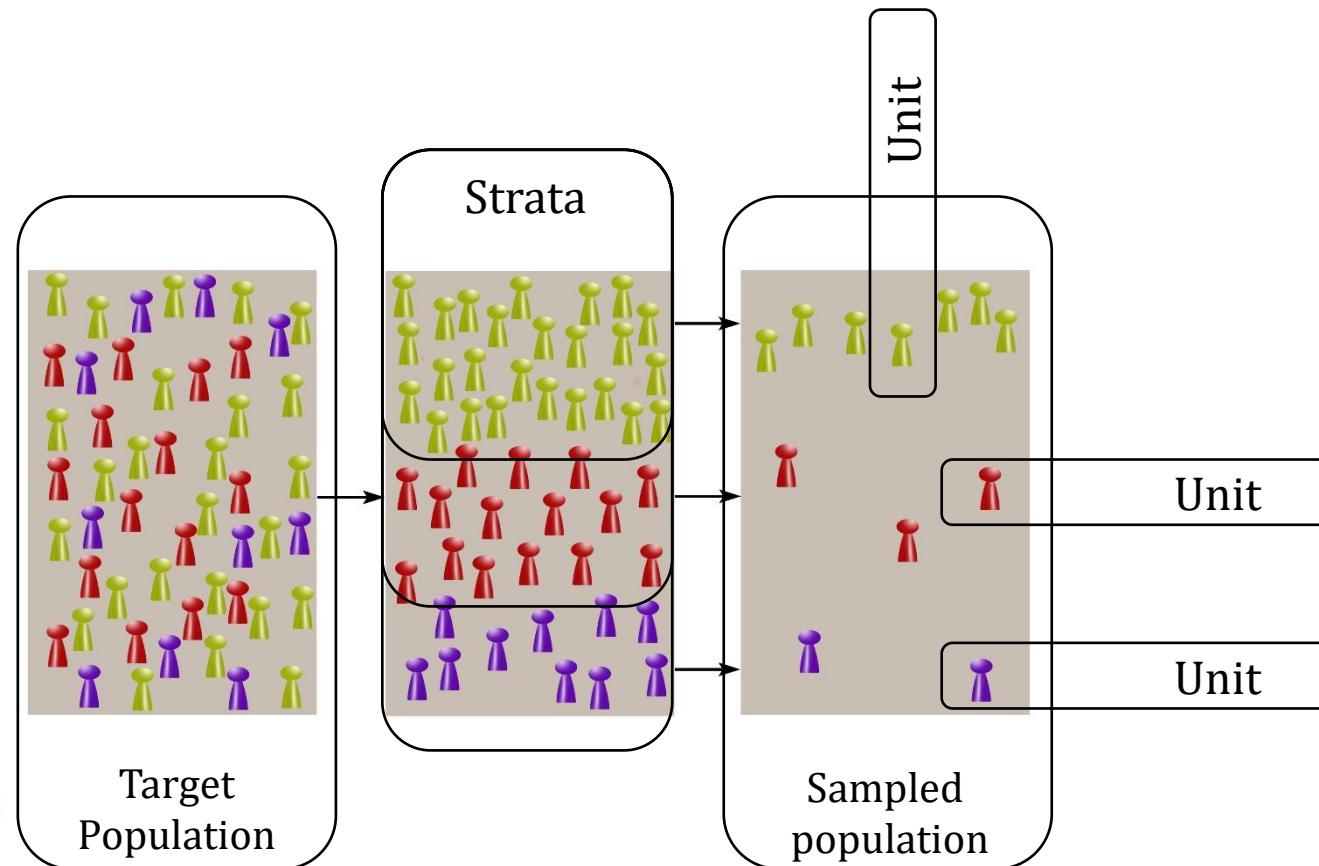 Unit
Strata
Unit
Unit
Target
Population
Sampled
population